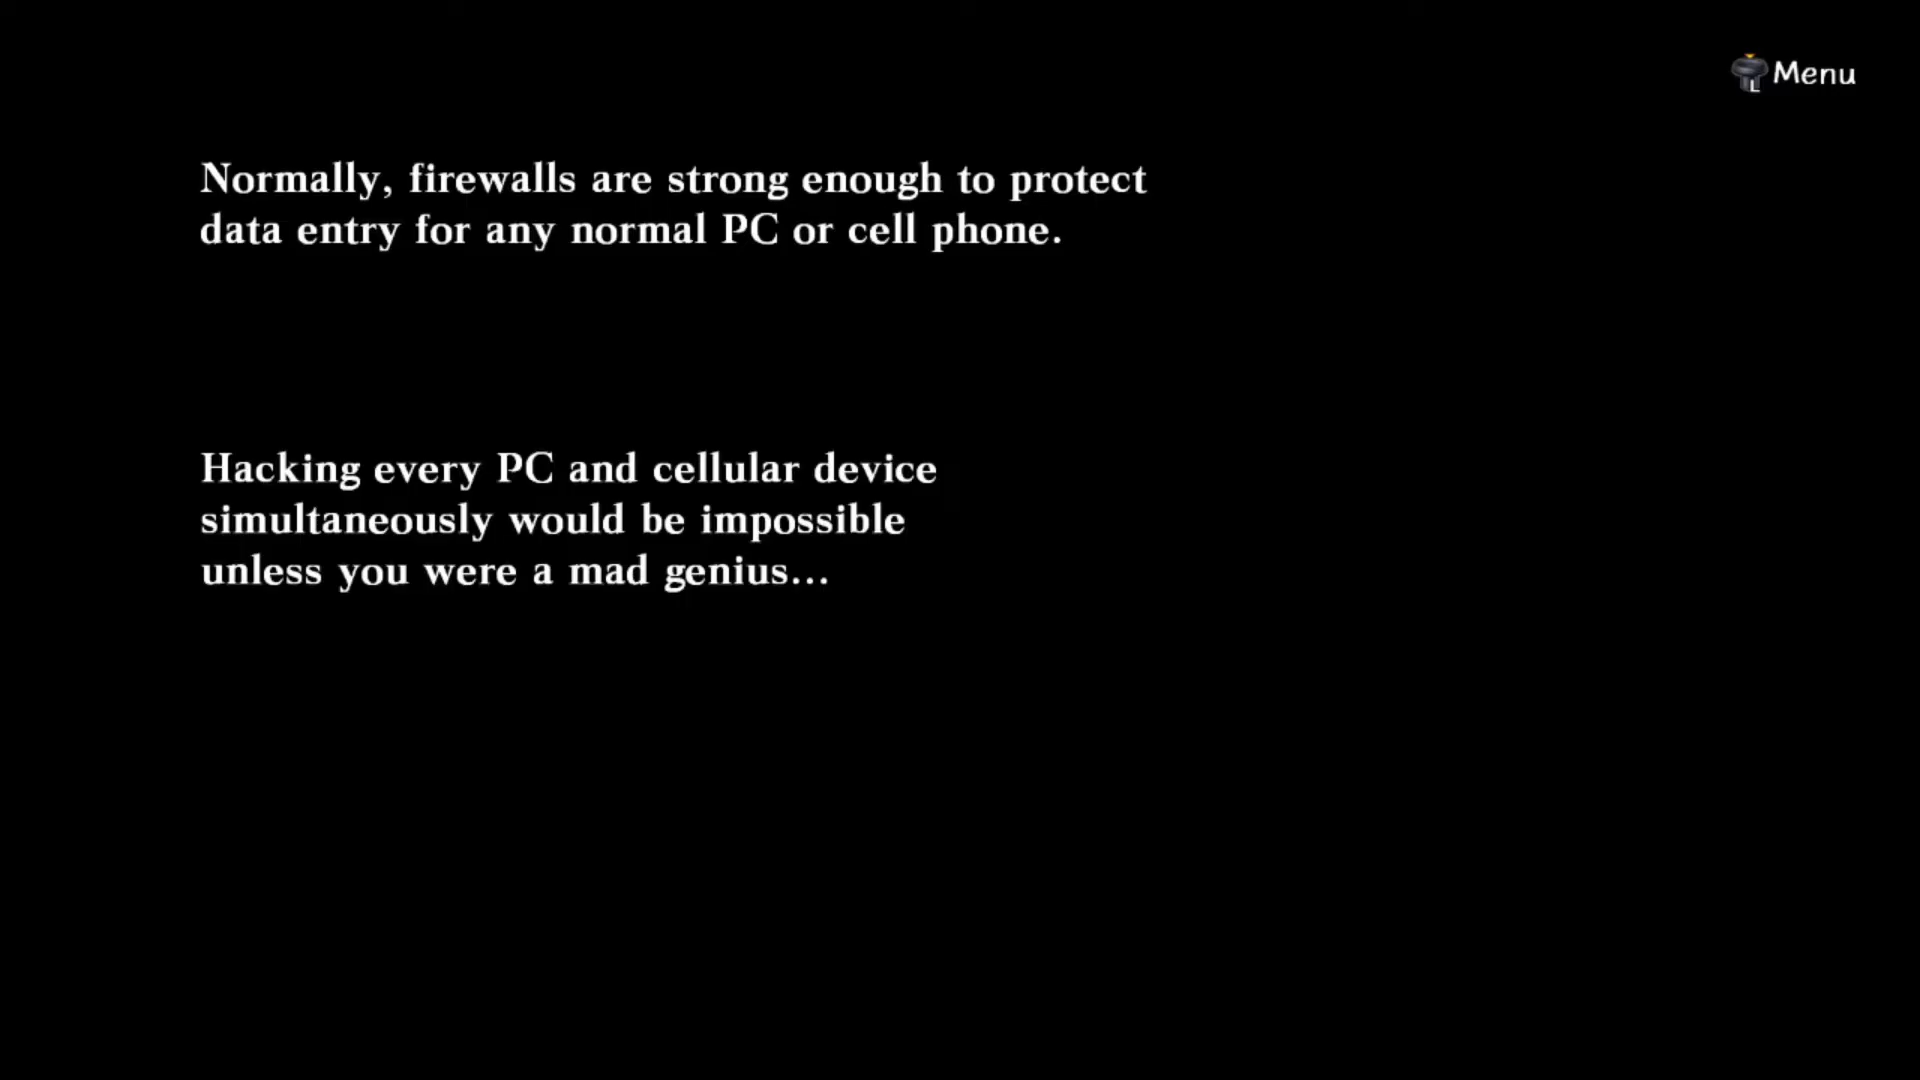 L Menu
Normally, firewalls are strong enough to protect
data entry for any normal PC or cell phone.
Hacking every PC and cellular device
simultaneously would be impossible
unless you were a mad genius...